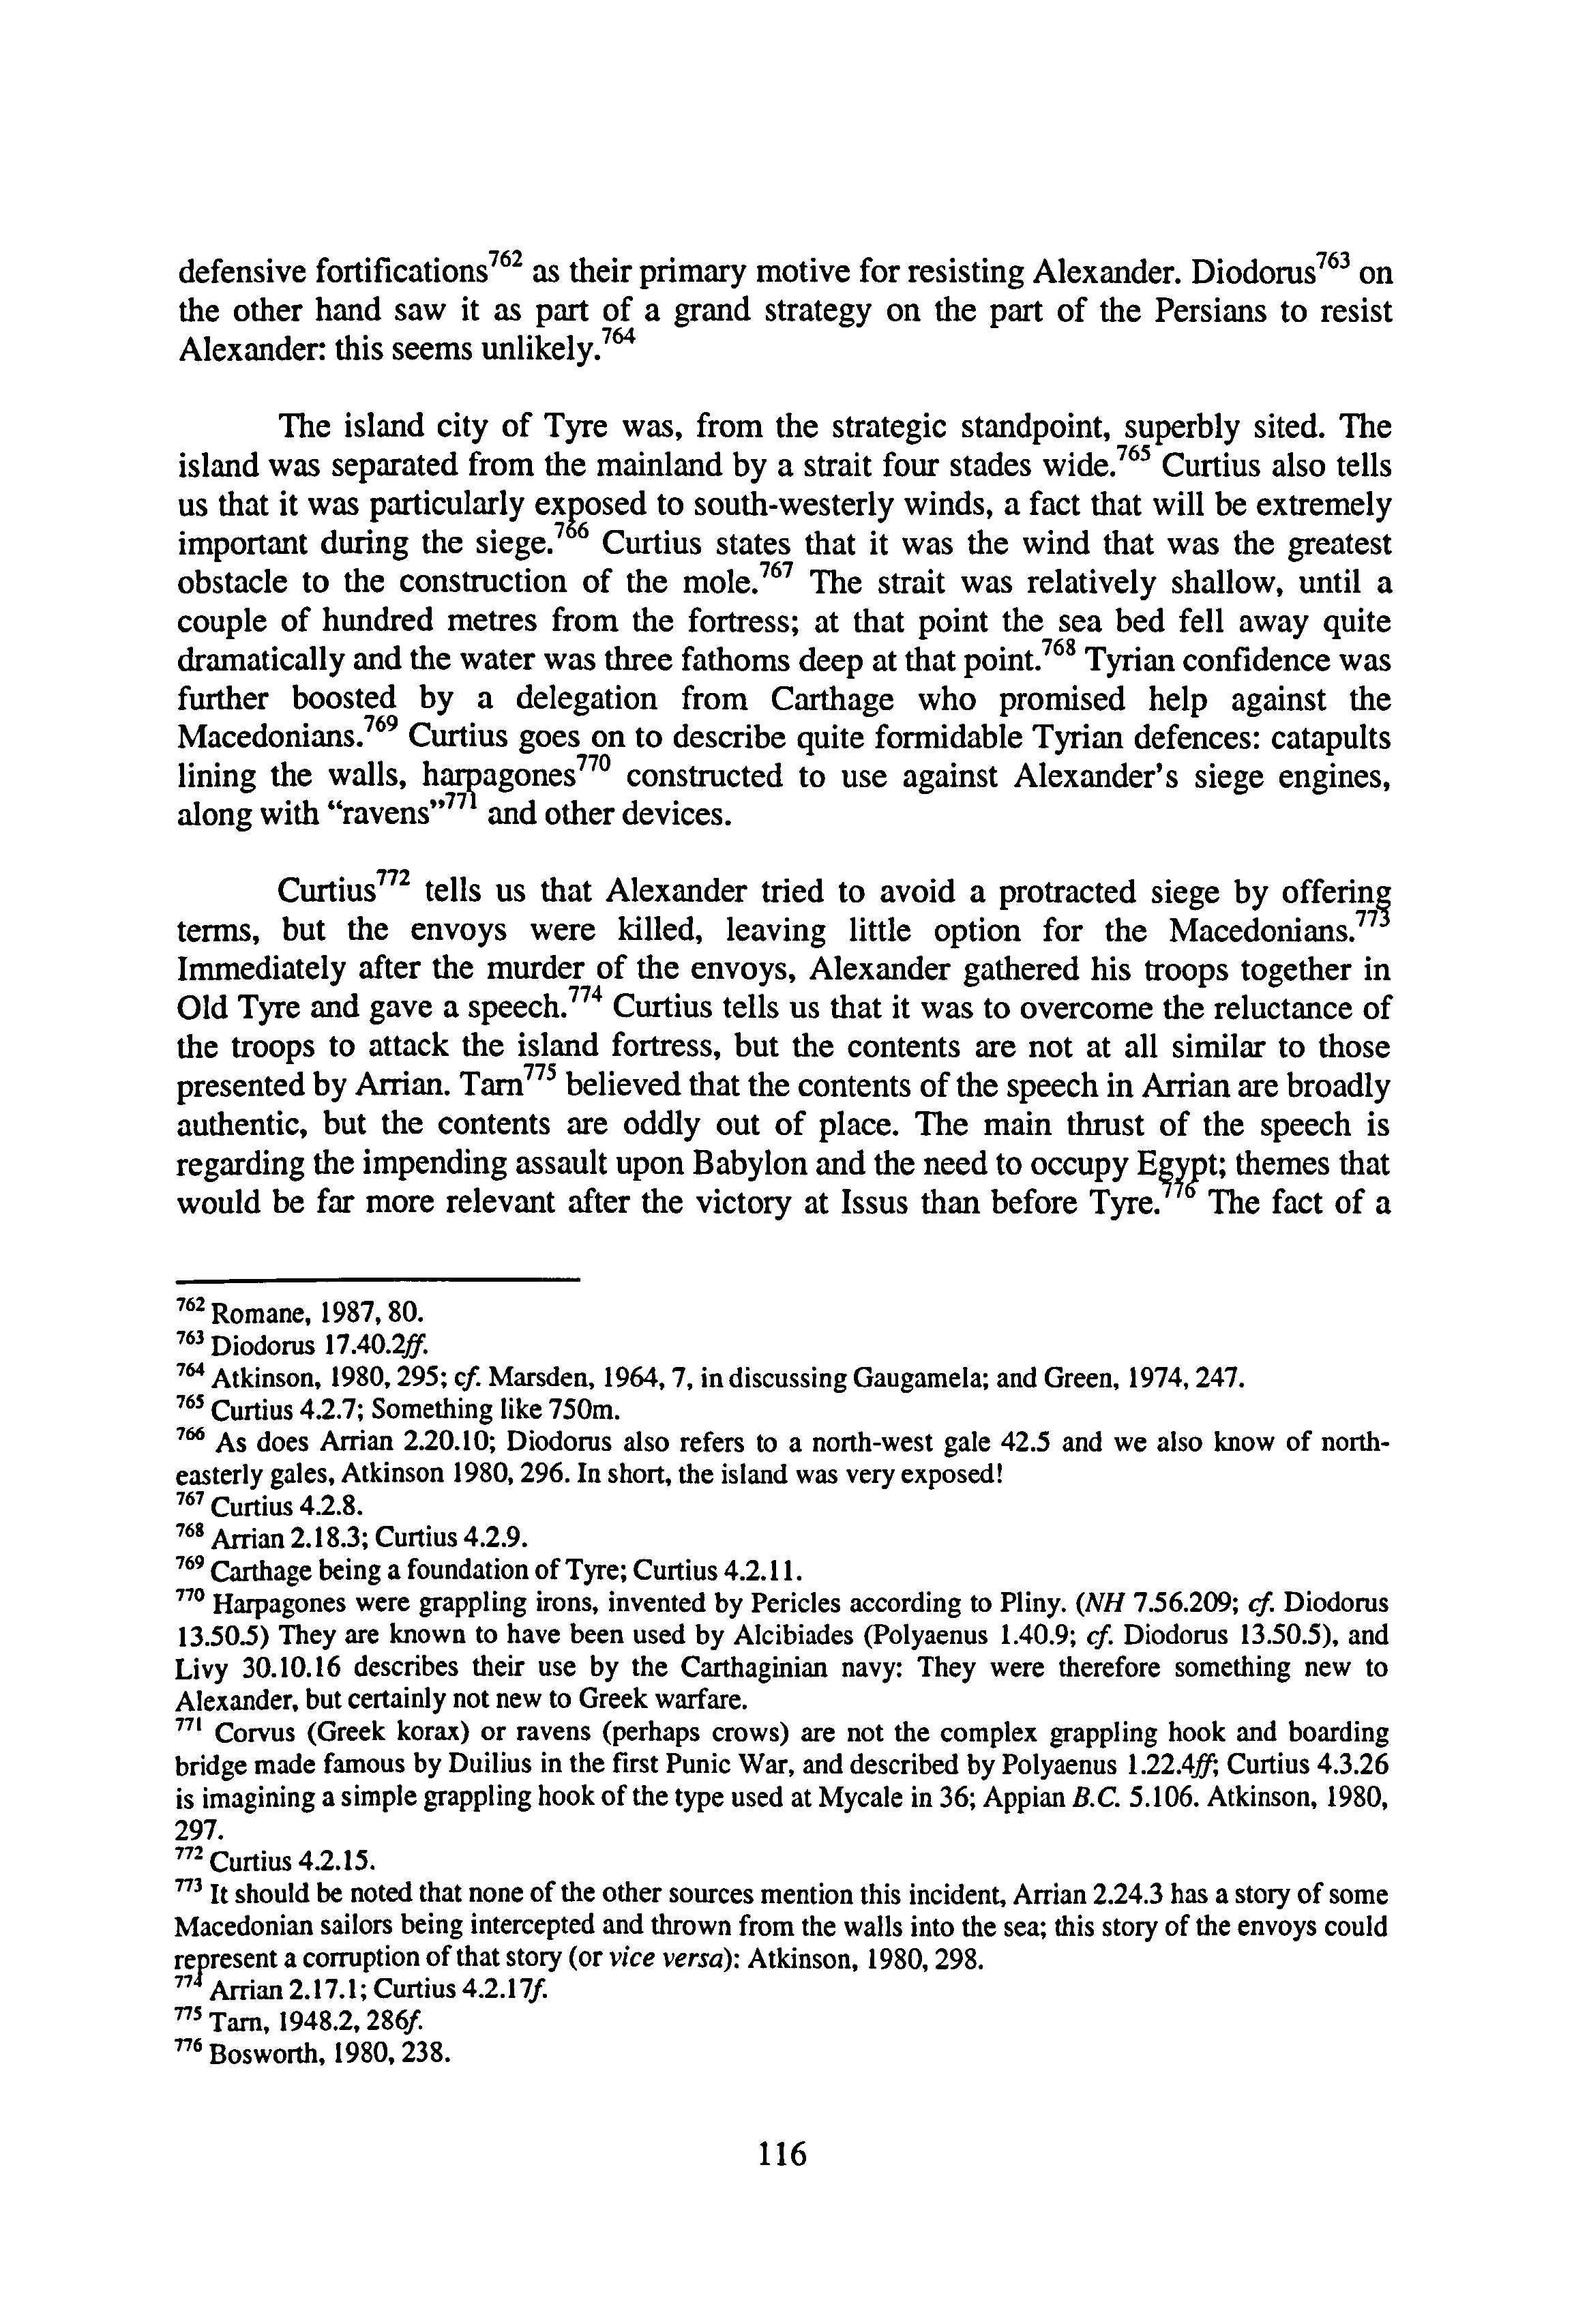 defensive fortifications762 as their primary motive for resisting Alexander. Diodorus763 on
the other hand saw it as part of a grand strategy on the part of the Persians to resist
Alexander: this seems unlikely.764
The island city of Tyre was, from the strategic standpoint, superbly sited. The
island was separated from the mainland by a strait four stades wide.765 Curtius also tells
us that it was particularly exposed to south-westerly winds, a fact that will be extremely
important during the siege.766 Curtius states that it was the wind that was the greatest
obstacle to the construction of the mole.767 The strait was relatively shallow, until a
couple of hundred metres from the fortress; at that point the sea bed fell away quite
dramatically and the water was three fathoms deep at that point.768 Tyrian confidence was
further boosted by a delegation from Carthage who promised help against the
Macedonians.769 Curtius goes on to describe quite formidable Tyrian defences: catapults
lining the walls, harpagones770 constructed to use against Alexander's siege engines,
along with “ravens”771 and other devices.
Curtius772 tells us that Alexander tried to avoid a protracted siege by offering
terms, but the envoys were killed, leaving little option for the Macedonians.773
Immediately after the murder of the envoys, Alexander gathered his troops together in
Old Tyre and gave a speech.774 Curtius tells us that it was to overcome the reluctance of
the troops to attack the island fortress, but the contents are not at all similar to those
presented by Arrian. Tarn775 believed that the contents of the speech in Arrian are broadly
authentic, but the contents are oddly out of place. The main thrust of the speech is
regarding the impending assault upon Babylon and the need to occupy Egypt; themes that
would be far more relevant after the victory at Issus than before Tyre.776 The fact of a
762 Romane, 1987, 80.
763 Diodorus 17.40.2ff.
764 Atkinson, 1980, 295; cf. Marsden, 1964, 7, in discussing Gaugamela; and Green, 1974, 247.
765 Curtius 4.2.7; Something like 750m.
766 As does Arrian 2.20.10; Diodorus also refers to a north-west gale 42.5 and we also know of north-
easterly gales, Atkinson 1980, 296. In short, the island was very exposed!
767 Curtius 4.2.8.
768 Arrian 2.18.3; Curtius 4.2.9.
769 Carthage being a foundation of Tyre; Curtius 4.2.11.
770 Harpagones were grappling irons, invented by Pericles according to Pliny. (NH 7.56.209; cf. Diodorus
13.50.5) They are known to have been used by Alcibiades (Polyaenus 1.40.9; cf. Diodorus 13.50.5), and
Livy 30.10.16 describes their use by the Carthaginian navy: They were therefore something new to
Alexander, but certainly not new to Greek warfare.
771 Corvus (Greek korax) or ravens (perhaps crows) are not the complex grappling hook and boarding
bridge made famous by Duilius in the first Punic War, and described by Polyaenus 1.22.4ff; Curtius 4.3.26
is imagining a simple grappling hook of the type used at Mycale in 36; Appian B.C. 5.106. Atkinson, 1980,
297.
772 Curtius 4.2.15.
773 It should be noted that none of the other sources mention this incident, Arrian 2.24.3 has a story of some
Macedonian sailors being intercepted and thrown from the walls into the sea; this story of the envoys could
represent a corruption of that story (or vice versa): Atkinson, 1980, 298.
774 Arrian 2.17.1; Curtius 4.2.17f.
775 Tarn, 1948.2, 286f.
776 Bosworth, 1980, 238.
116